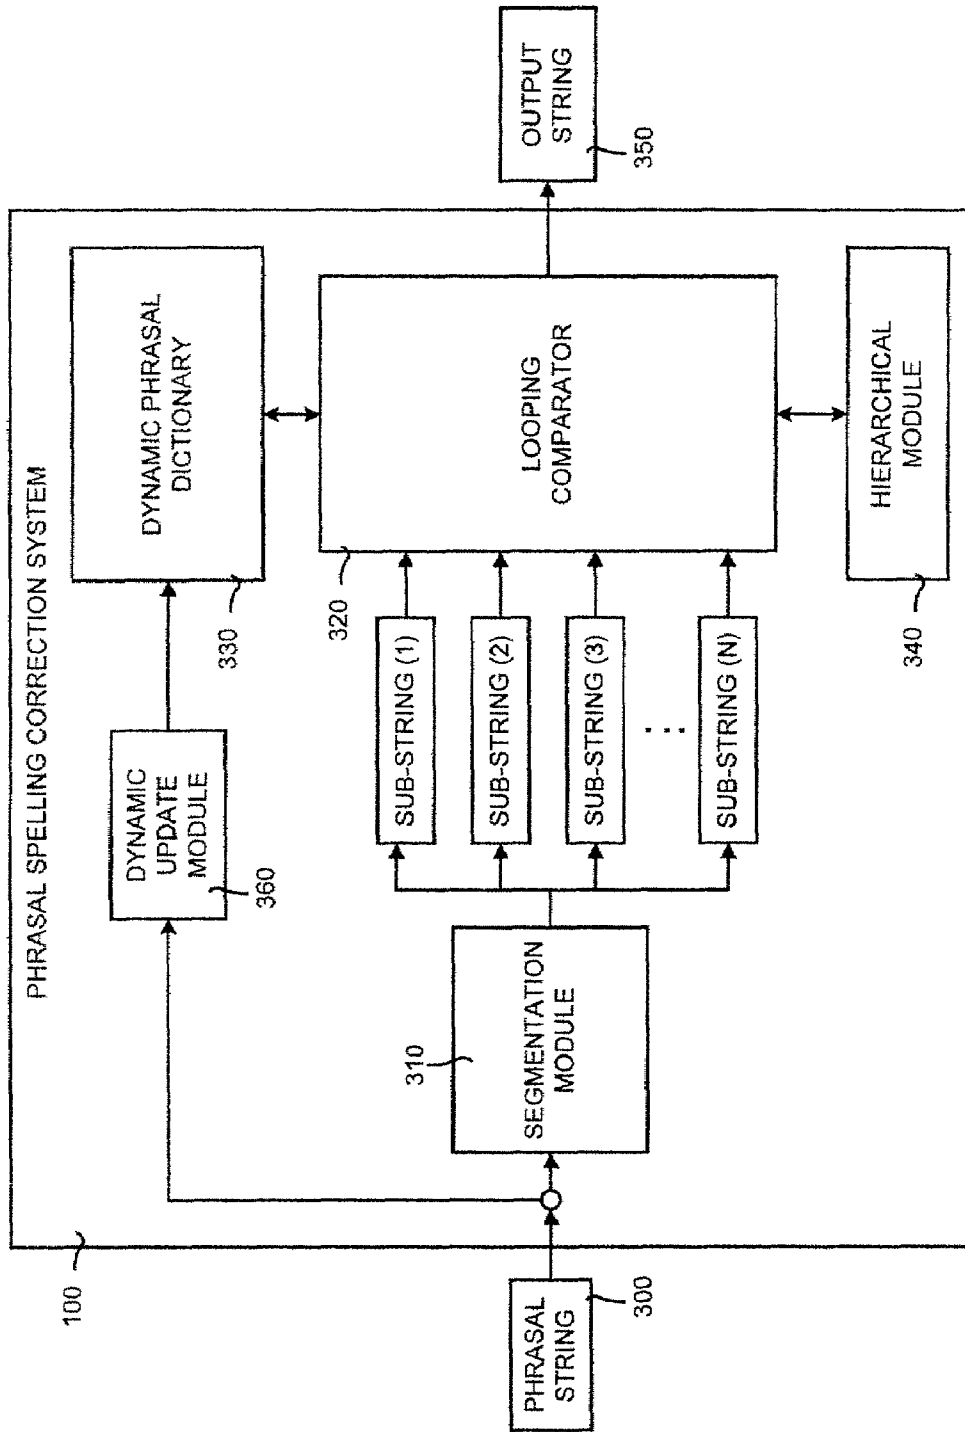 PHRASAL SPELLING CORRECTION SYSTEM
100
PHRASAL
STRING
300
SEGMENTATION
MODULE
310
DYNAMIC
UPDATE
MODULE
360
SUB-STRING (1)
SUB-STRING (2)
SUB-STRING (3)
. . .
SUB-STRING (N)
DYNAMIC PHRASAL
DICTIONARY
330
LOOPING
COMPARATOR
320
HIERARCHICAL
MODULE
340
OUTPUT
STRING
350